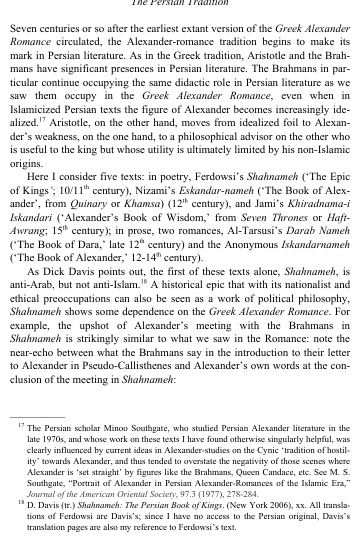 The Persian Tradition
Seven centuries or so after the earliest extant version of the Greek Alexander
Romance circulated, the Alexander-romance tradition begins to make its
mark in Persian literature. As in the Greek tradition, Aristotle and the Brah-
mans have significant presences in Persian literature. The Brahmans in par-
ticular continue occupying the same didactic role in Persian literature as we
saw them occupy in the Greek Alexander Romance, even when in
Islamicized Persian texts the figure of Alexander becomes increasingly ide-
alized.17 Aristotle, on the other hand, moves from idealized foil to Alexan-
der's weakness, on the one hand, to a philosophical advisor on the other who
is useful to the king but whose utility is ultimately limited by his non-Islamic
origins.
Here I consider five texts: in poetry, Ferdowsi's Shahnameh ('The Epic
of Kings'; 10/11th century), Nizami's Eskandar-nameh ('The Book of Alex-
ander', from Quinary or Khamsa) (12th century), and Jami's Khiradnama-i
Iskandari ('Alexander's Book of Wisdom,' from Seven Thrones or Haft-
Awrang; 15th century); in prose, two romances, Al-Tarsusi's Darab Nameh
('The Book of Dara,' late 12th century) and the Anonymous Iskandarnameh
('The Book of Alexander,' 12-14th century).
As Dick Davis points out, the first of these texts alone, Shahnameh, is
anti-Arab, but not anti-Islam.18 A historical epic that with its nationalist and
ethical preoccupations can also be seen as a work of political philosophy,
Shahnameh shows some dependence on the Greek Alexander Romance. For
example, the upshot of Alexander's meeting with the Brahmans in
Shahnameh is strikingly similar to what we saw in the Romance: note the
near-echo between what the Brahmans say in the introduction to their letter
to Alexander in Pseudo-Callisthenes and Alexander's own words at the con-
clusion of the meeting in Shahnameh:
17 The Persian scholar Minoo Southgate, who studied Persian Alexander literature in the
late 1970s, and whose work on these texts I have found otherwise singularly helpful, was
clearly influenced by current ideas in Alexander-studies on the Cynic 'tradition of hostil-
ity' towards Alexander, and thus tended to overstate the negativity of those scenes where
Alexander is 'set straight' by figures like the Brahmans, Queen Candace, etc. See M. S.
Southgate, “Portrait of Alexander in Persian Alexander-Romances of the Islamic Era,”
Journal of the American Oriental Society, 97.3 (1977), 278-284.
18 D. Davis (tr.) Shahnameh: The Persian Book of Kings. (New York 2006), xx. All transla-
tions of Ferdowsi are Davis's; since I have no access to the Persian original, Davis's
translation pages are also my reference to Ferdowsi's text.